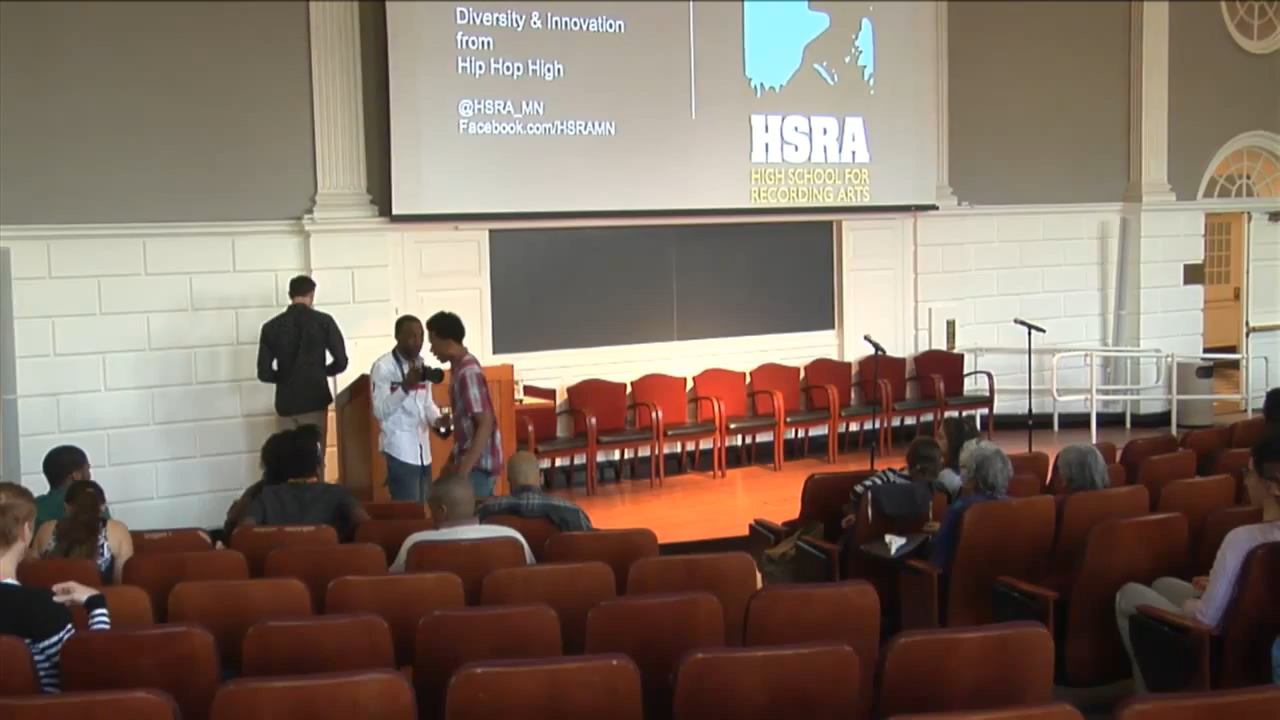 Diversity & Innovation
from
Hip Hop High
@HSRA_MN
Facebook.com/HSRAMN
HSRA
HIGH SCHOOL FOR
RECORDING ARTS